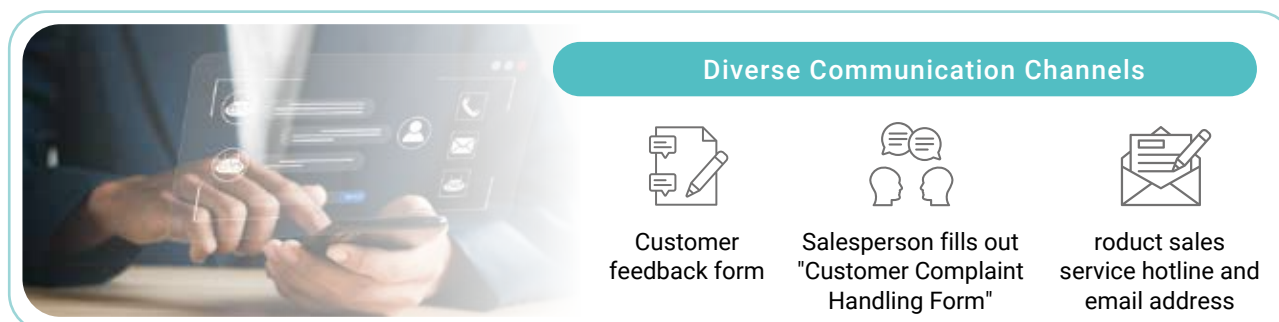 Diverse Communication Channels
Customer
feedback form
Salesperson fills out
"Customer Complaint
Handling Form"
roduct sales
service hotline and
email address